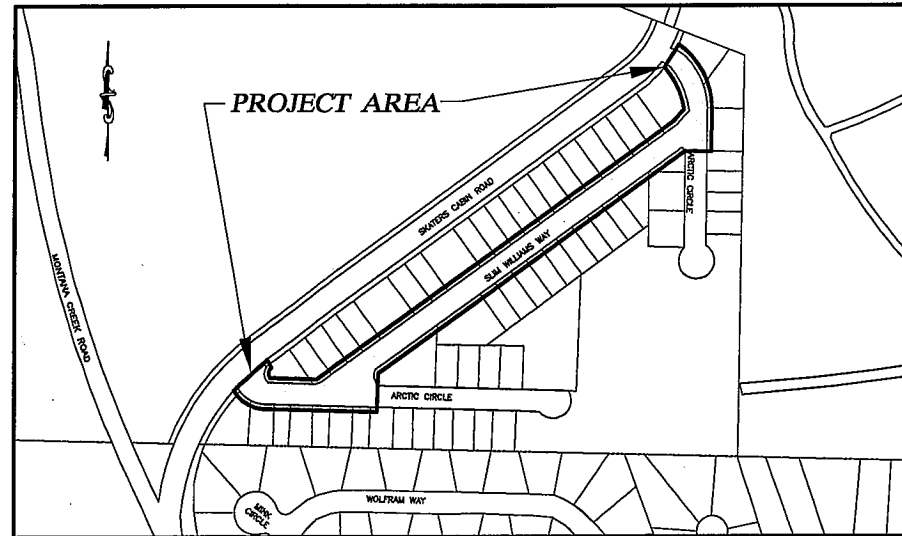 PROJECT AREA
SKATERS CABIN ROAD
ARCTIC CIRCLE
SLIM WILLIAMS WAY
MONTANA CREEK ROAD
ARCTIC CIRCLE
WOLFRAM WAY
MINK
CIRCLE